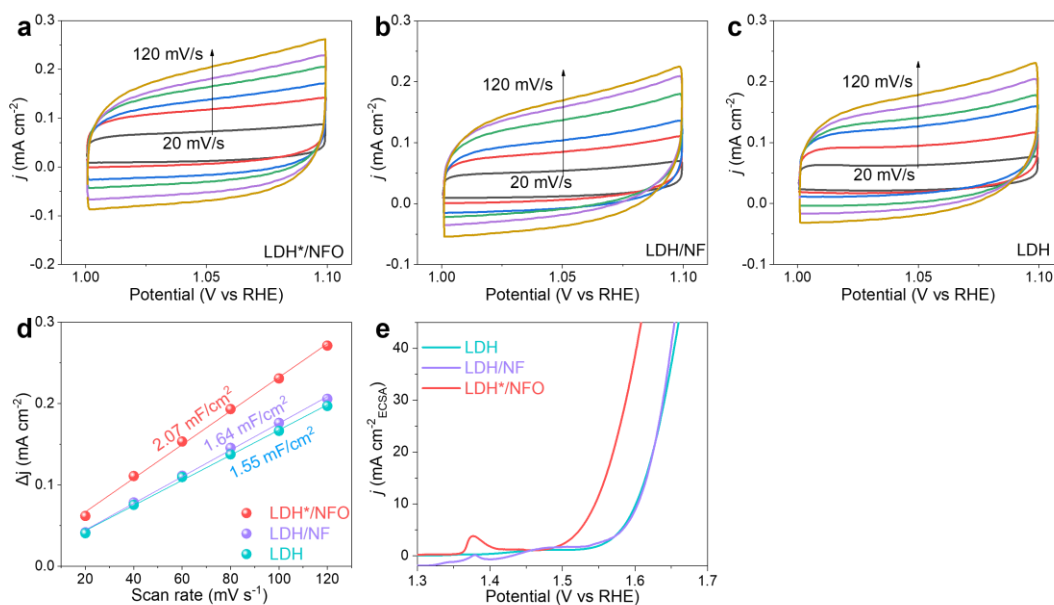 a
120 mV/s
20 mV/s
LDH*/NFO
j (mA cm⁻²)
0.3
0.2
0.1
0.0
-0.1
-0.2
1.00
1.05
1.10
Potential (V vs RHE)
b
120 mV/s
20 mV/s
LDH/NF
j (mA cm⁻²)
0.3
0.2
0.1
0.0
-0.1
1.00
1.05
1.10
Potential (V vs RHE)
c
120 mV/s
20 mV/s
LDH
j (mA cm⁻²)
0.3
0.2
0.1
0.0
-0.1
1.00
1.05
1.10
Potential (V vs RHE)
d
2.07 mF/cm²
1.64 mF/cm²
1.55 mF/cm²
LDH*/NFO
LDH/NF
LDH
Δj (mA cm⁻²)
0.3
0.2
0.1
0.0
20
40
60
80
100
120
Scan rate (mV s⁻¹)
e
LDH
LDH/NF
LDH*/NFO
j (mA cm⁻²ECSA)
40
30
20
10
0
1.3
1.4
1.5
1.6
1.7
Potential (V vs RHE)